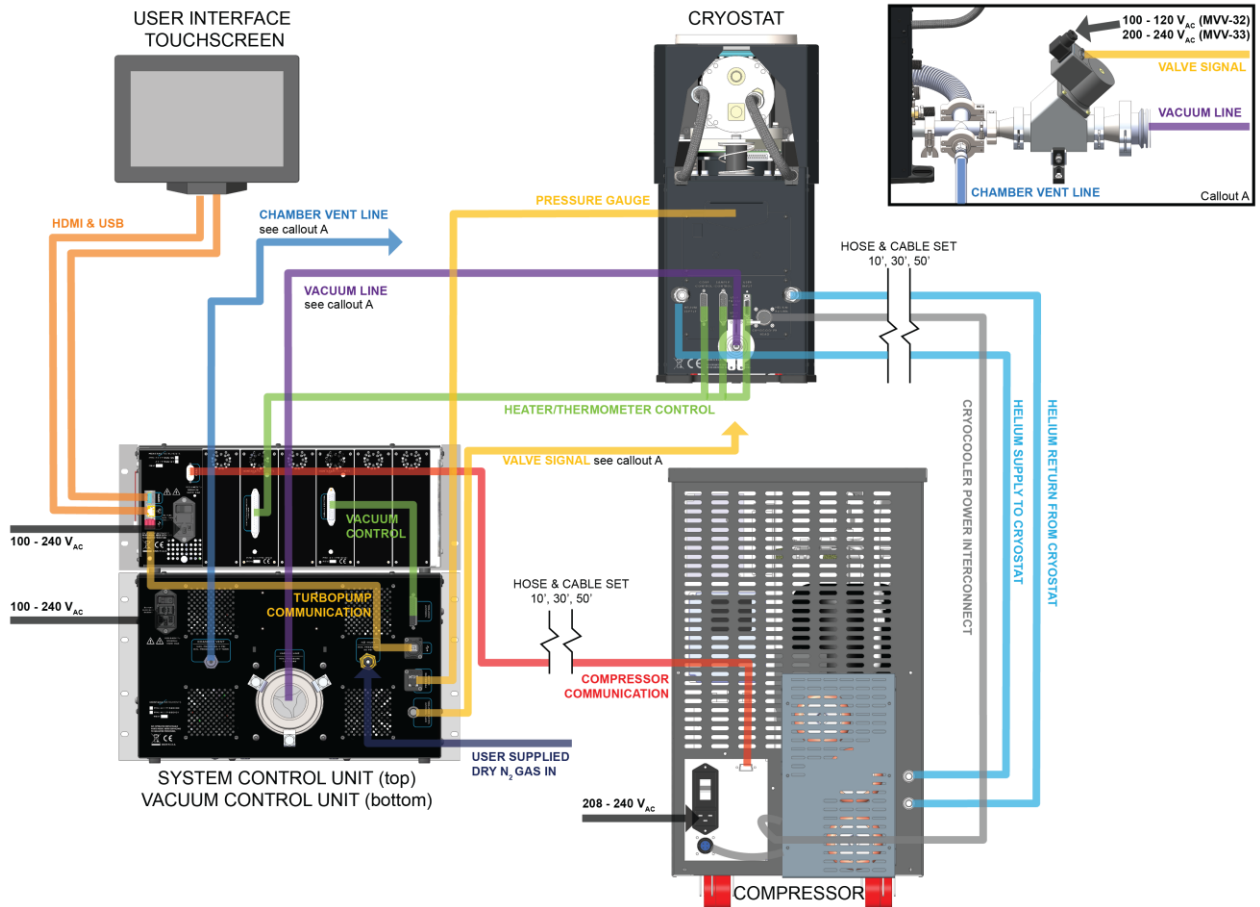 USER INTERFACE
TOUCHSCREEN
CRYOSTAT
100 - 120 VAC (MVV-32)
200 - 240 VAC (MVV-33)
VALVE SIGNAL
VACUUM LINE
CHAMBER VENT LINE
Callout A
HDMI & USB
CHAMBER VENT LINE
see callout A
PRESSURE GAUGE
HOSE & CABLE SET
10’, 30’, 50’
VACUUM LINE
see callout A
HEATER/THERMOMETER CONTROL
VALVE SIGNAL see callout A
CRYOCOOLER POWER INTERCONNECT
HELIUM SUPPLY TO CRYOSTAT
HELIUM RETURN FROM CRYOSTAT
VACUUM
CONTROL
100 - 240 VAC
100 - 240 VAC
TURBOPUMP
COMMUNICATION
HOSE & CABLE SET
10’, 30’, 50’
COMPRESSOR
COMMUNICATION
USER SUPPLIED
DRY N2 GAS IN
SYSTEM CONTROL UNIT (top)
VACUUM CONTROL UNIT (bottom)
208 - 240 VAC
COMPRESSOR